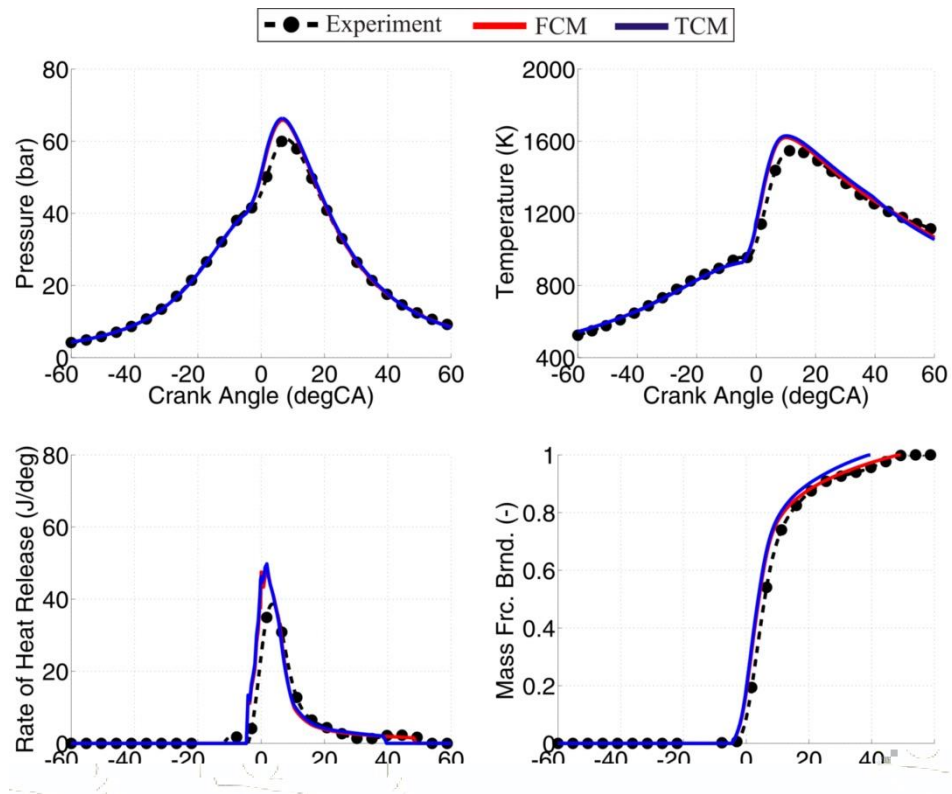 Experiment FCM TCM
80
60
40
20
0
-60 -40 -20 0 20 40 60
Pressure (bar)
Crank Angle (degCA)
2000
1600
1200
800
400
-60 -40 -20 0 20 40 60
Temperature (K)
Crank Angle (degCA)
80
60
40
20
0
-60 -40 -20 0 20 40 60
Rate of Heat Release (J/deg)
1
0.8
0.6
0.4
0.2
0
-60 -40 -20 0 20 40
Mass Frc. Brnd. (-)